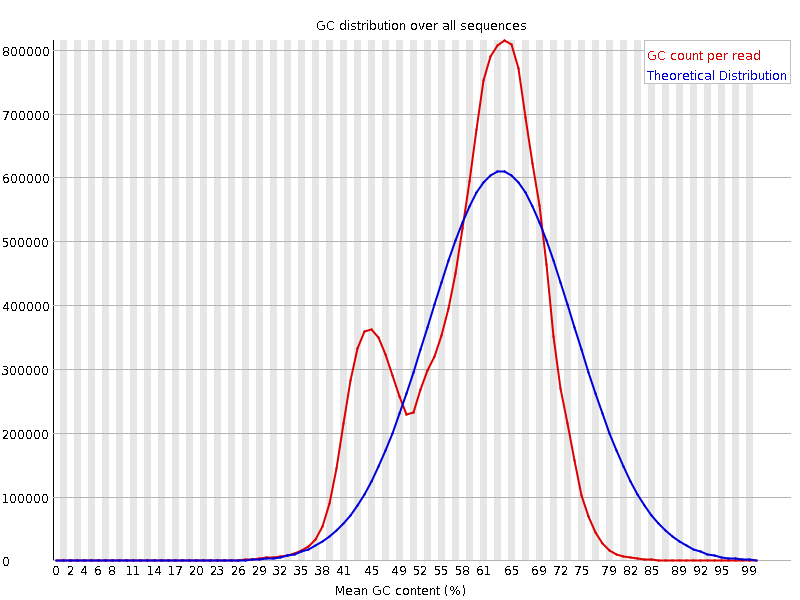 GC distribution over all sequences
GC count per read
Theoretical Distribution
800000
700000
600000
500000
400000
300000
200000
100000
0
0 2 4 6 8 11 14 17 20 23 26 29 32 35 38 41 45 49 52 55 58 61 65 69 72 75 79 82 85 89 92 95 99
Mean GC content (%)